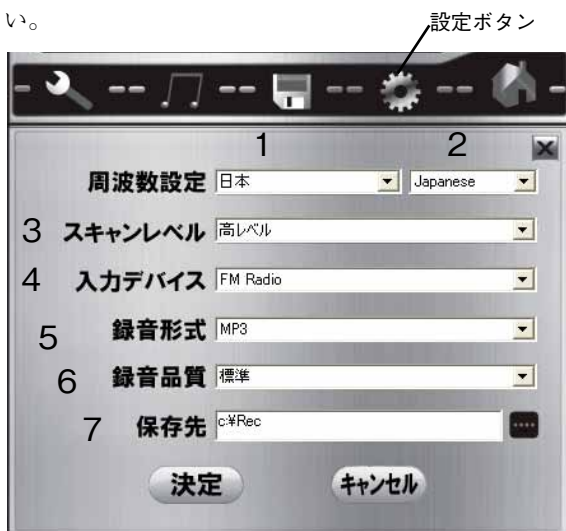 い。
設定ボタン
1 2
周波数設定 日本 Japanese
3 スキャンレベル 高レベル
4 入力デバイス FM Radio
5 録音形式 MP3
6 録音品質 標準
7 保存先 c:¥Rec
決定 キャンセル